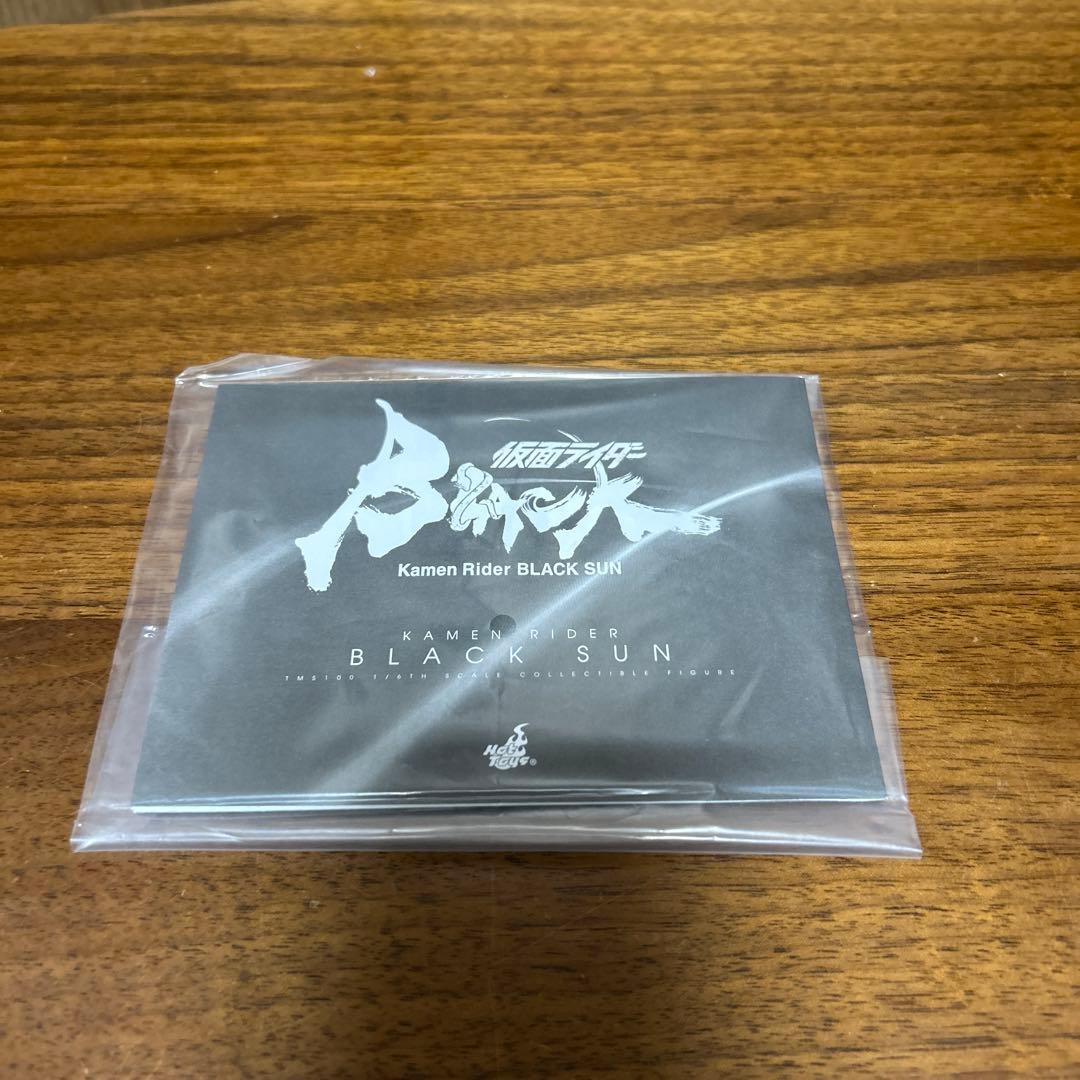 仮面ライダー
BLACK
Kamen Rider BLACK SUN
KAMEN RIDER
BLACK SUN
TMS100 1/6TH SCALE COLLECTIBLE FIGURE
Hot
Toys®